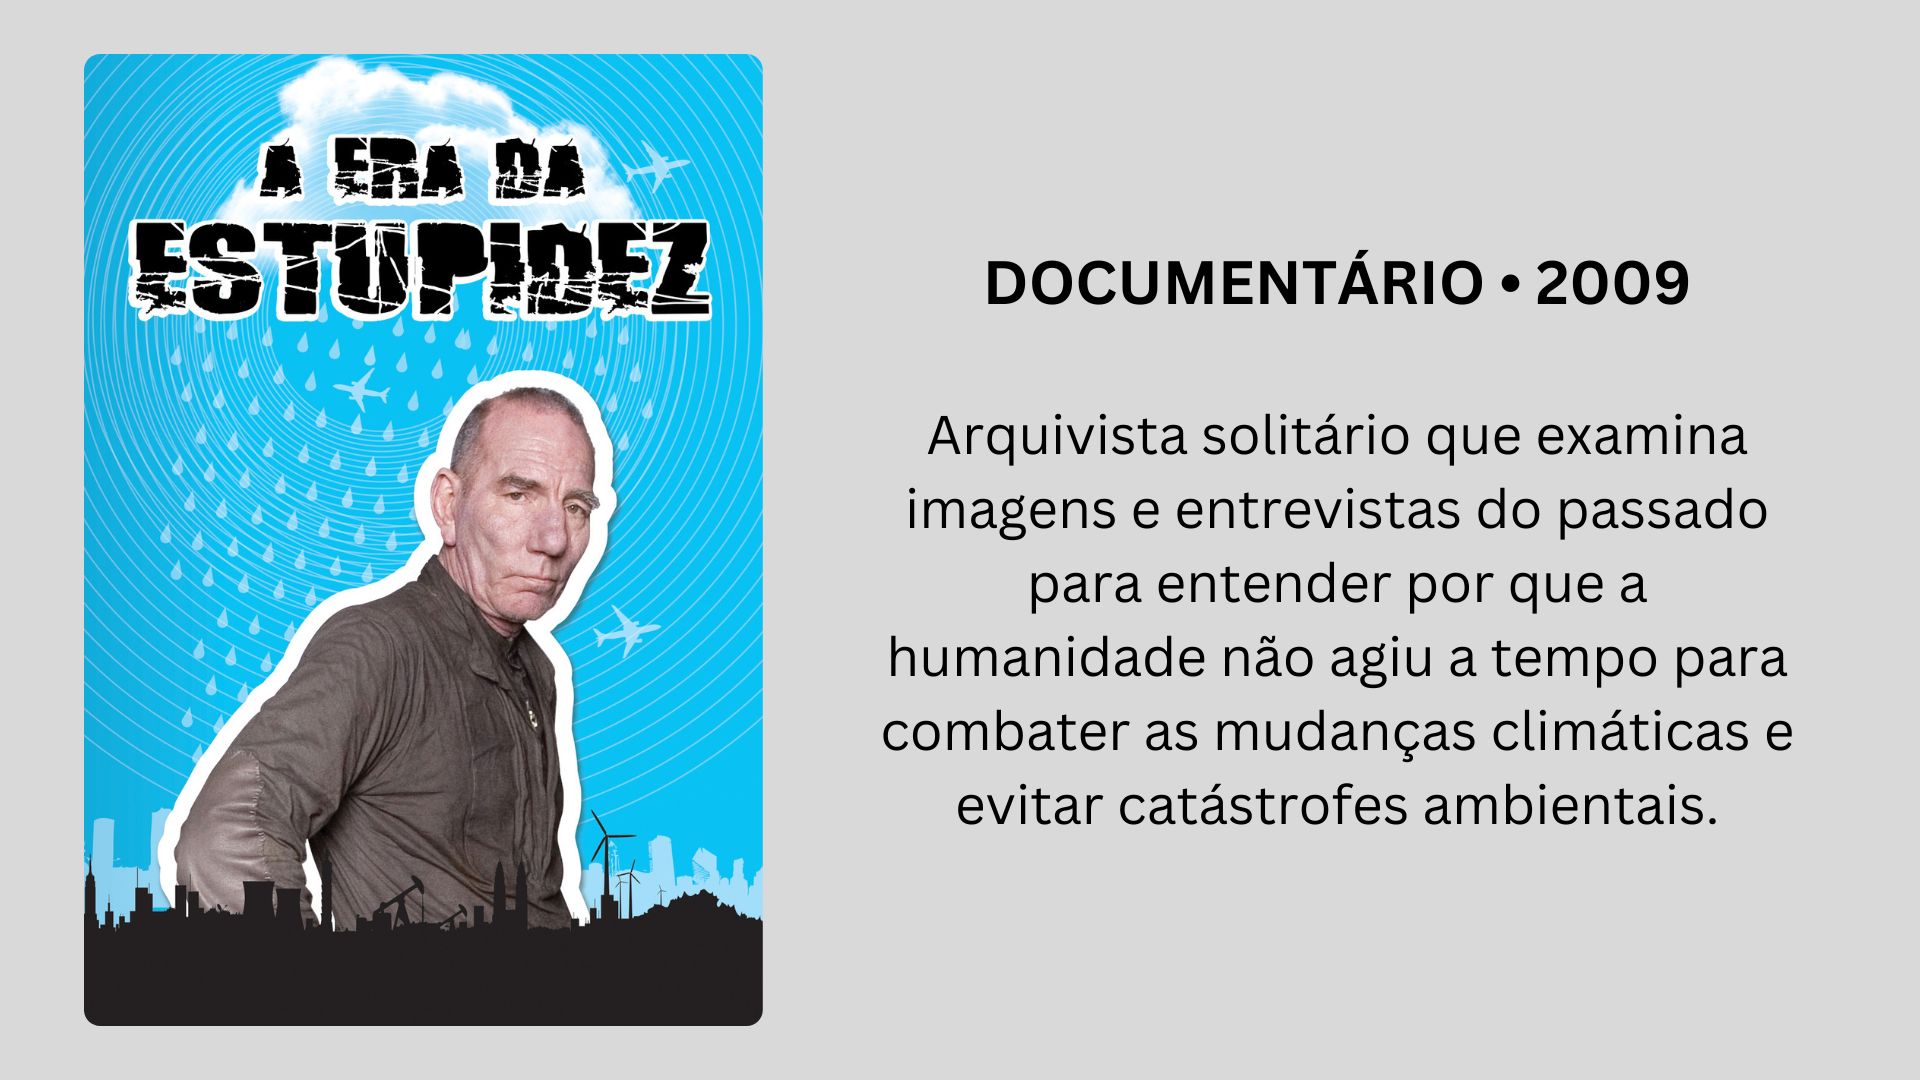 A ERA DA
ESTUPIDEZ
DOCUMENTÁRIO • 2009
Arquivista solitário que examina
imagens e entrevistas do passado
para entender por que a
humanidade não agiu a tempo para
combater as mudanças climáticas e
evitar catástrofes ambientais.